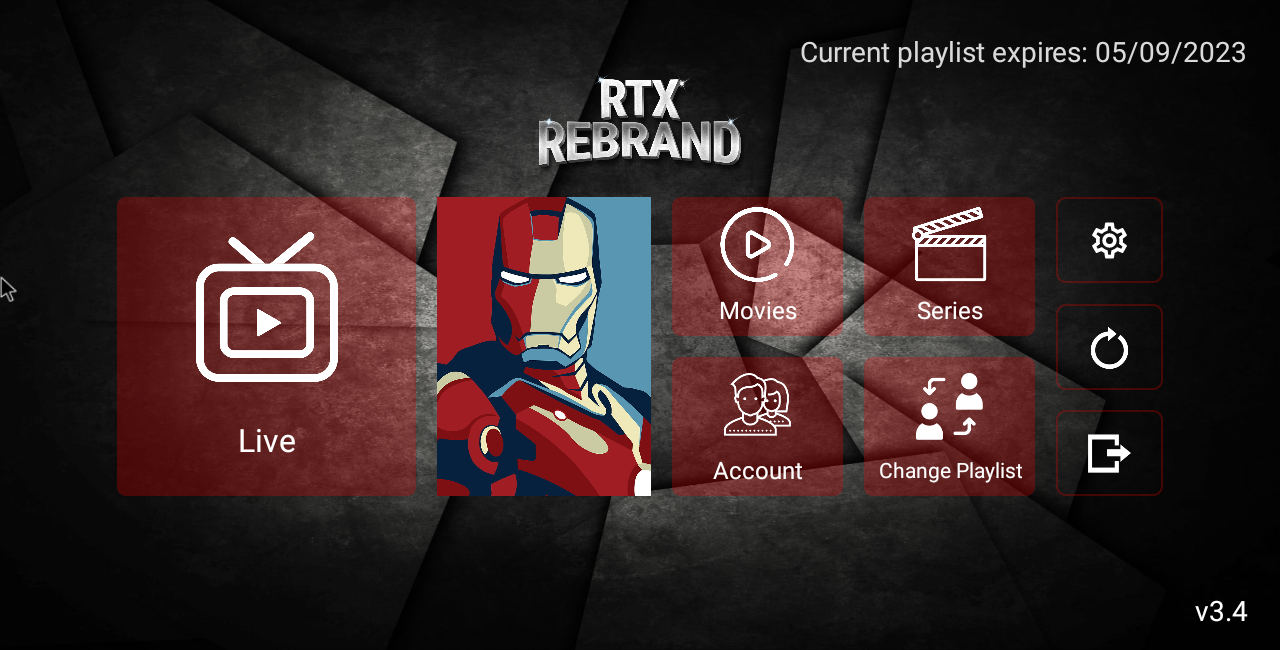 Current playlist expires: 05/09/2023
RTX
REBRAND
Live
Movies
Series
Account
Change Playlist
v3.4